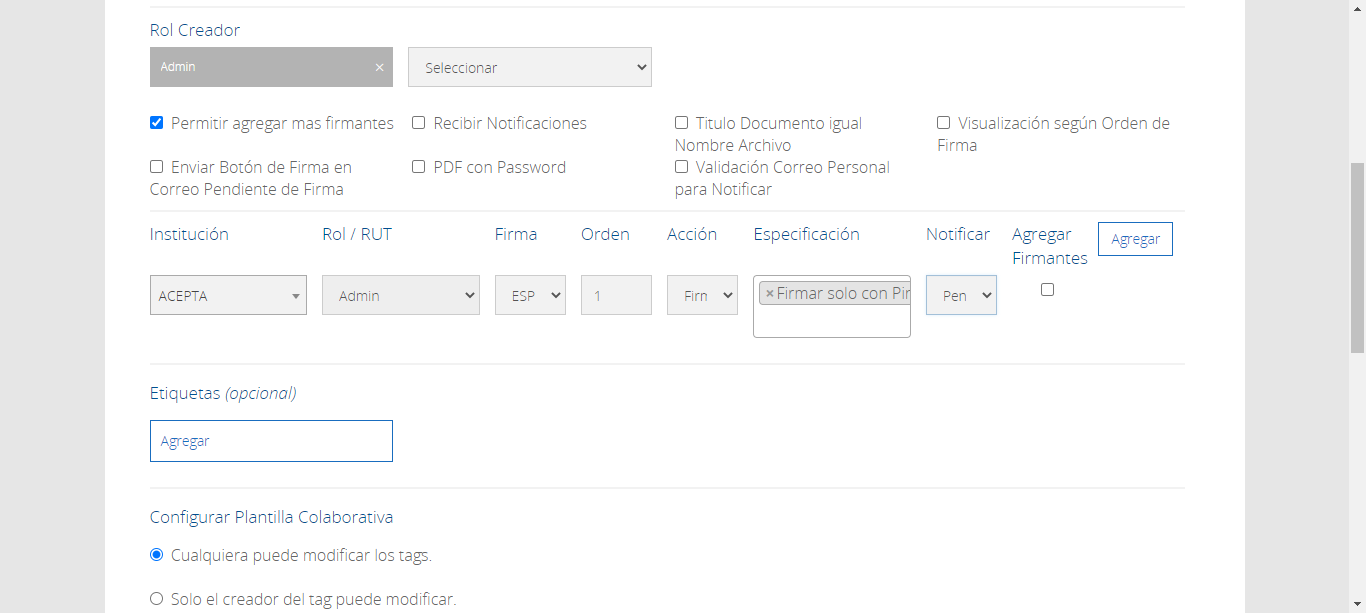 Rol Creador
Admin ×
Seleccionar
Permitir agregar mas firmantes
Recibir Notificaciones
Titulo Documento igual
Nombre Archivo
Visualización según Orden de
Firma
Enviar Botón de Firma en
Correo Pendiente de Firma
PDF con Password
Validación Correo Personal
para Notificar
Institución Rol / RUT Firma Orden Acción Especificación Notificar Agregar
Firmantes
Agregar
ACEPTA Admin ESP 1 Firn ×Firmar solo con Pir Pen
Etiquetas (opcional)
Agregar
Configurar Plantilla Colaborativa
Cualquiera puede modificar los tags.
Solo el creador del tag puede modificar.